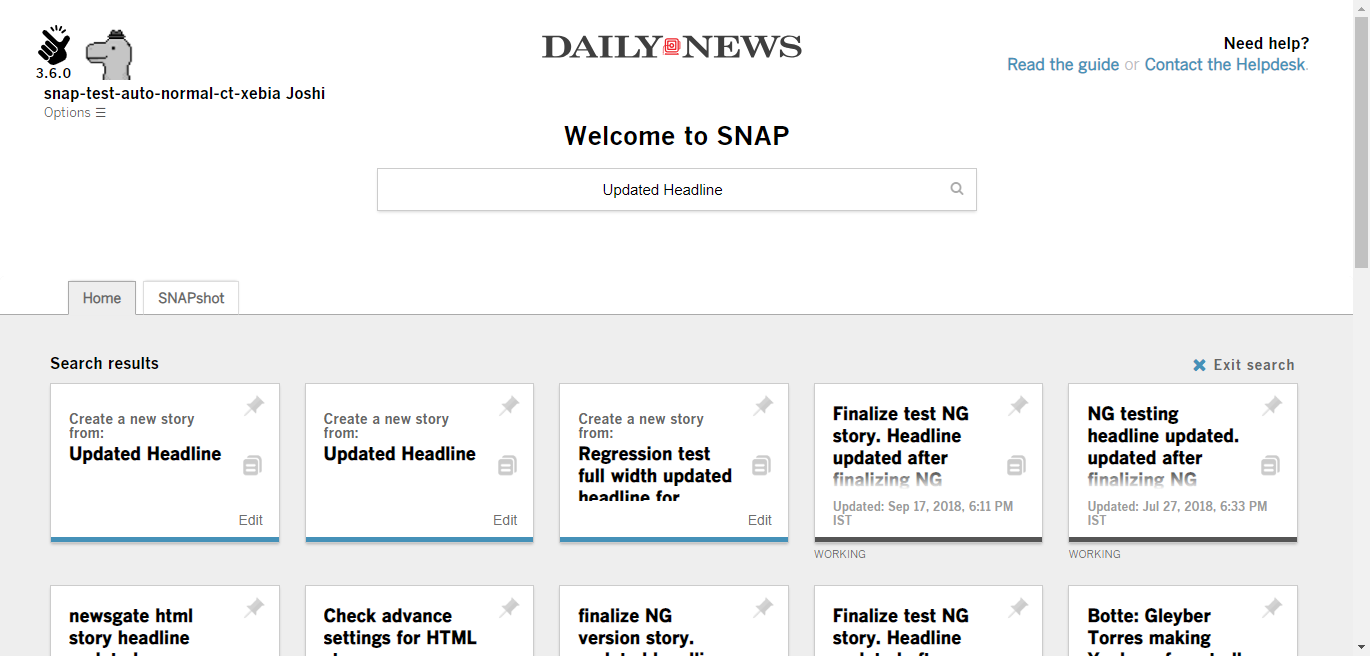 3.6.0
snap-test-auto-normal-ct-xebia Joshi
Options ☰
DAILY NEWS
Need help?
Read the guide or Contact the Helpdesk.
Welcome to SNAP
Updated Headline
Home
SNAPshot
Search results
Exit search
Create a new story
from:
Updated Headline
Edit
Create a new story
from:
Updated Headline
Edit
Create a new story
from:
Regression test
full width updated
headline for
Edit
Finalize test NG
story. Headline
updated after
finalizing NG
Updated: Sep 17, 2018, 6:11 PM
IST
WORKING
NG testing
headline updated.
updated after
finalizing NG
Updated: Jul 27, 2018, 6:33 PM
IST
WORKING
newsgate html
story headline
Check advance
settings for HTML
finalize NG
version story.
Finalize test NG
story. Headline
Botte: Gleyber
Torres making